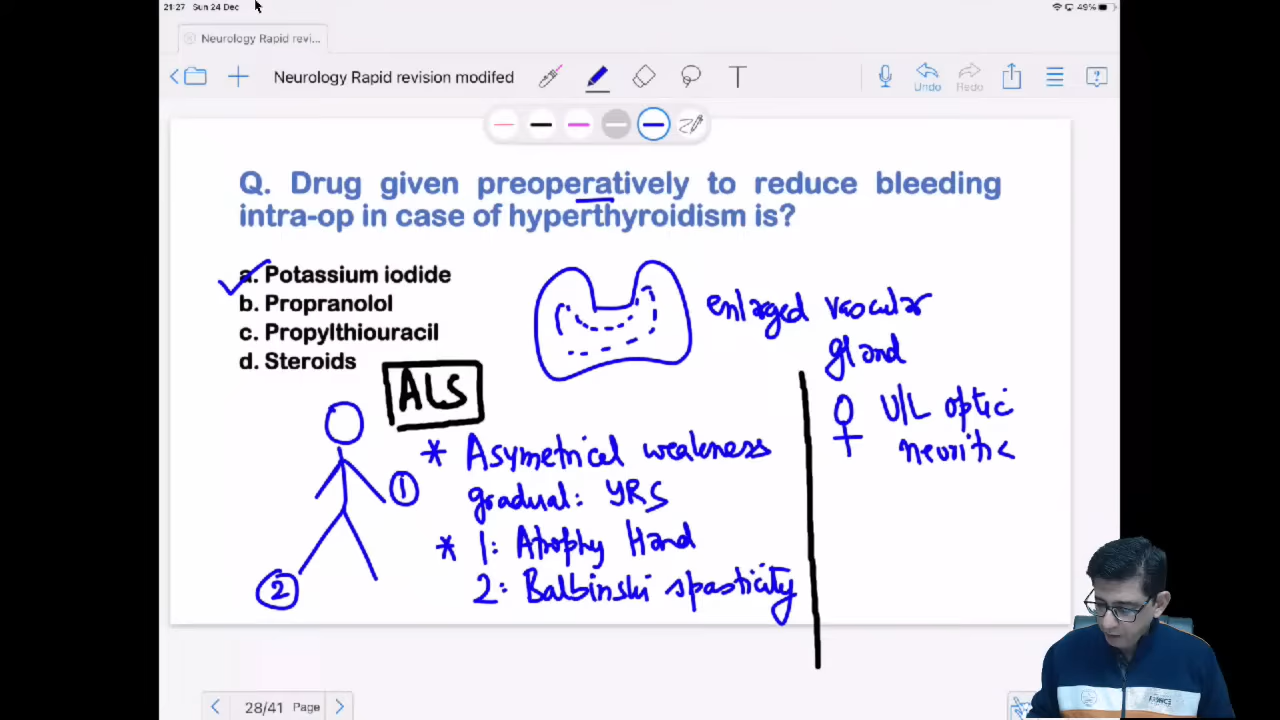 21:27 Sun 24 Dec
49%
Neurology Rapid revi...
Neurology Rapid revision modifed
T
Undo
Redo
Q. Drug given preoperatively to reduce bleeding
intra-op in case of hyperthyroidism is?
a. Potassium iodide
b. Propranolol
c. Propylthiouracil
d. Steroids
enlarged vascular
gland
ALS
* Asymetrical weakness
gradual: YRS
* 1: Atrophy Hand
2: Balbinski spasticity
1
2
U/L optic
neuritis
28/41 Page